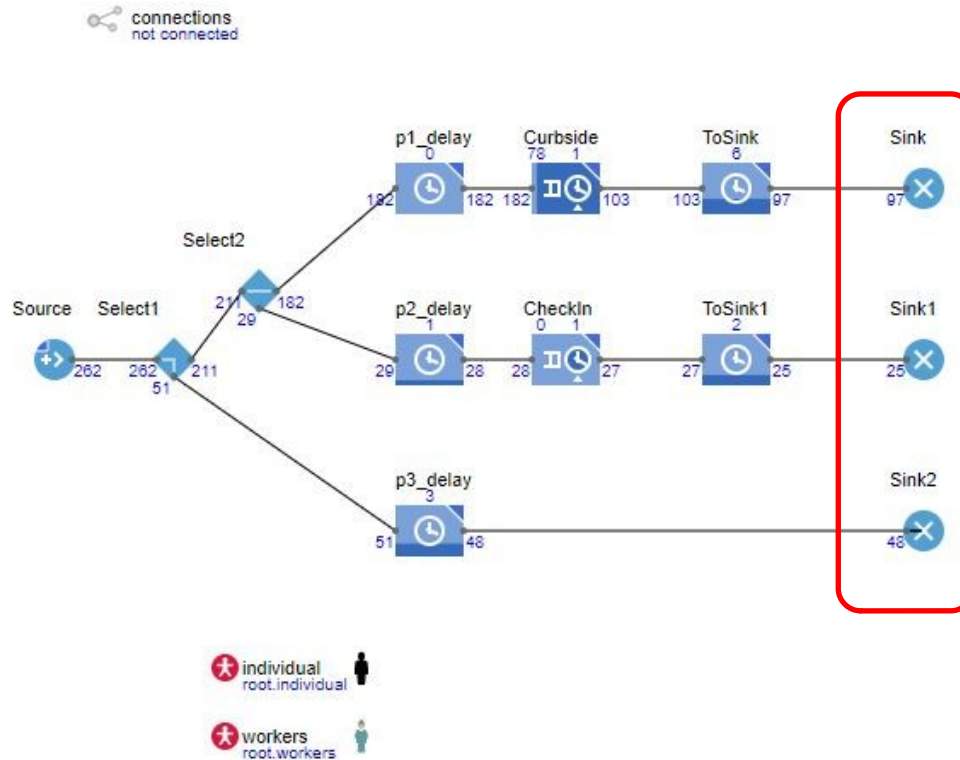 connections
not connected
p1_delay Curbside ToSink Sink
0 78 1 6
182 182 182 103 103 97 97
Select2
211 182
29
Source Select1 p2_delay CheckIn ToSink1 Sink1
1 0 1 2
262 262 211 29 28 28 27 27 25 25
51
p3_delay Sink2
3
51 48 48
individual
root.individual
workers
root.workers